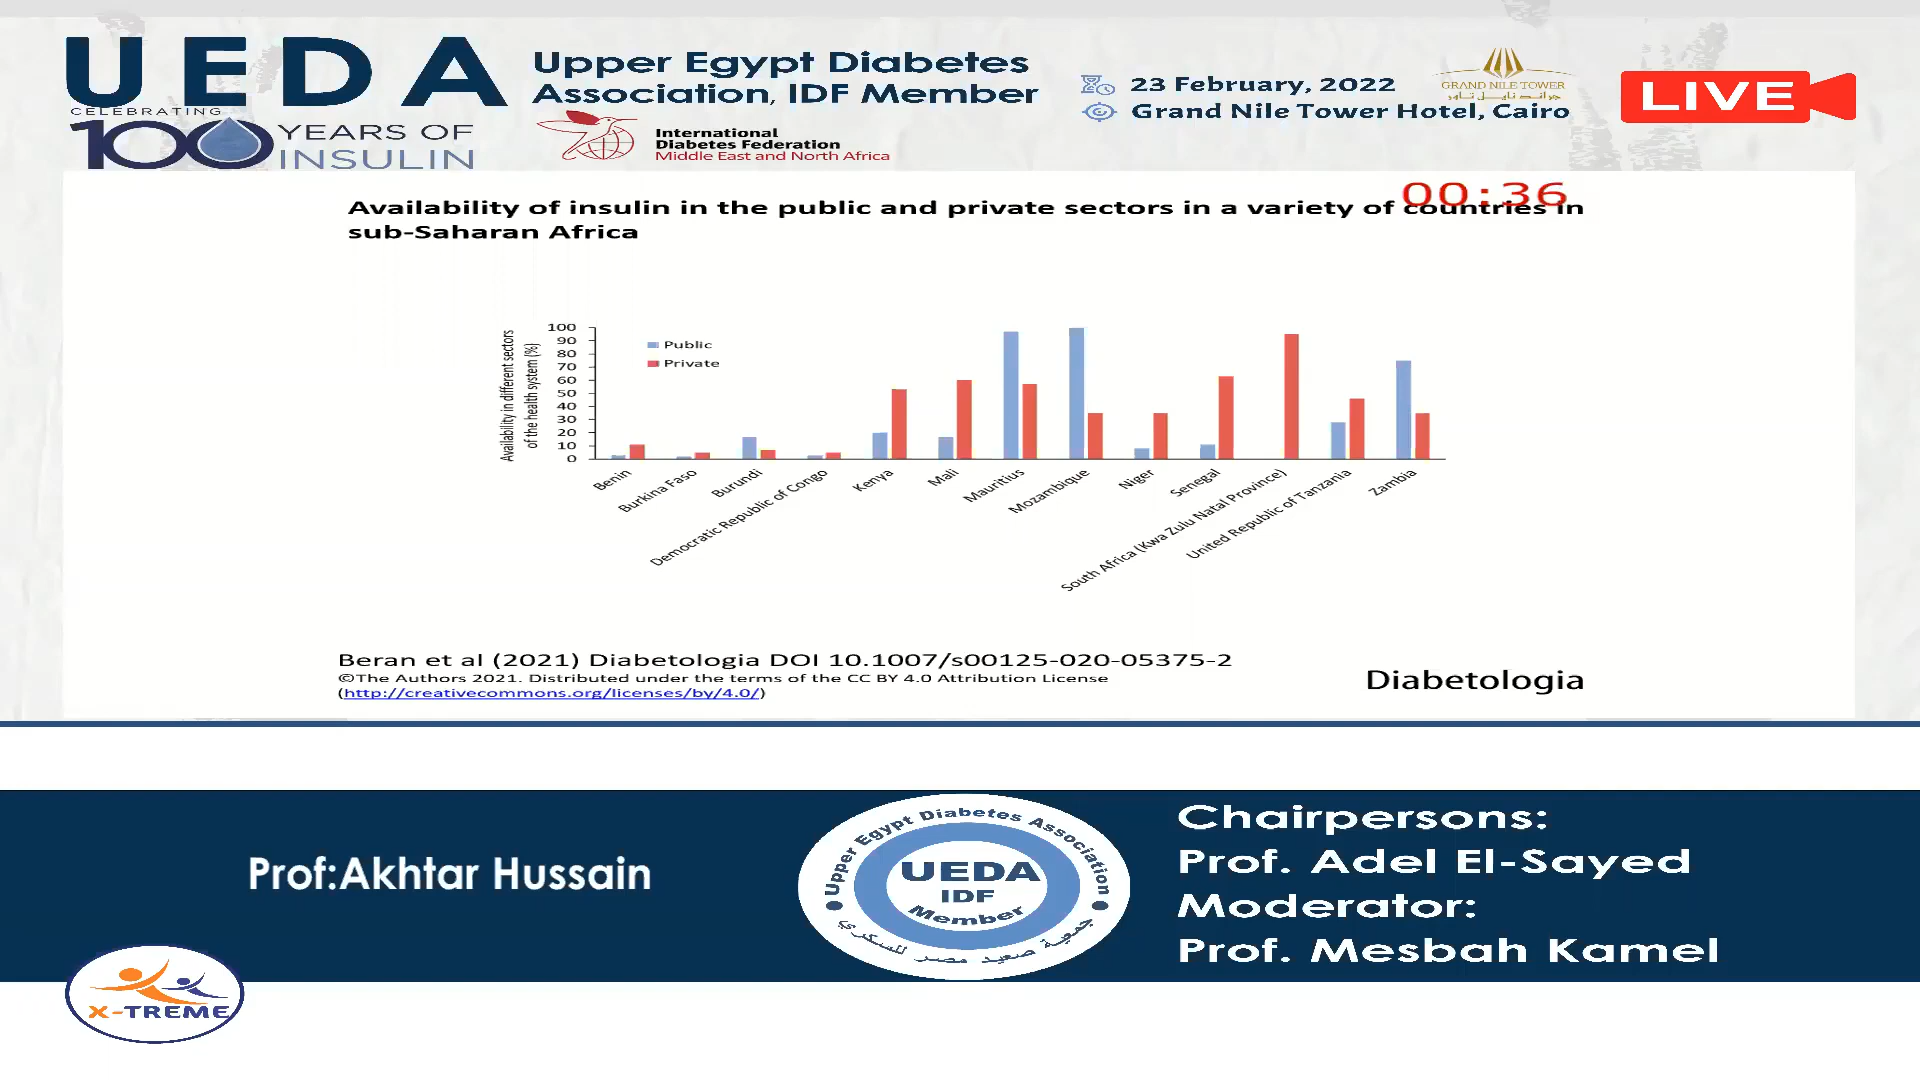 UEDA
CELEBRATING
100 YEARS OF
INSULIN
Upper Egypt Diabetes
Association, IDF Member
International
Diabetes Federation
Middle East and North Africa
23 February, 2022
Grand Nile Tower Hotel, Cairo
GRAND NILE TOWER
جراند نايل تاور
LIVE
00:36
Availability of insulin in the public and private sectors in a variety of countries in
sub-Saharan Africa
Availability in different sectors
of the health system (%)
100
90
80
70
60
50
40
30
20
10
0
Public
Private
Benin
Burkina Faso
Burundi
Democratic Republic of Congo
Kenya
Mali
Mauritius
Mozambique
Niger
Senegal
South Africa (Kwa Zulu Natal Province)
United Republic of Tanzania
Zambia
Beran et al (2021) Diabetologia DOI 10.1007/s00125-020-05375-2
©The Authors 2021. Distributed under the terms of the CC BY 4.0 Attribution License
(http://creativecommons.org/licenses/by/4.0/)
Diabetologia
Prof:Akhtar Hussain
Upper Egypt Diabetes Association
UEDA
IDF
Member
جمعية صعيد مصر للسكري
Chairpersons:
Prof. Adel El-Sayed
Moderator:
Prof. Mesbah Kamel
X-TREME